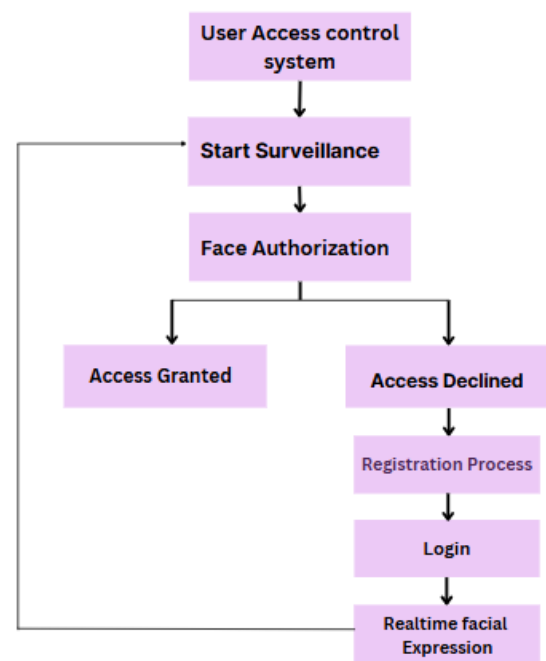 User Access control
system
Start Surveillance
Face Authorization
Access Granted
Access Declined
Registration Process
Login
Realtime facial
Expression